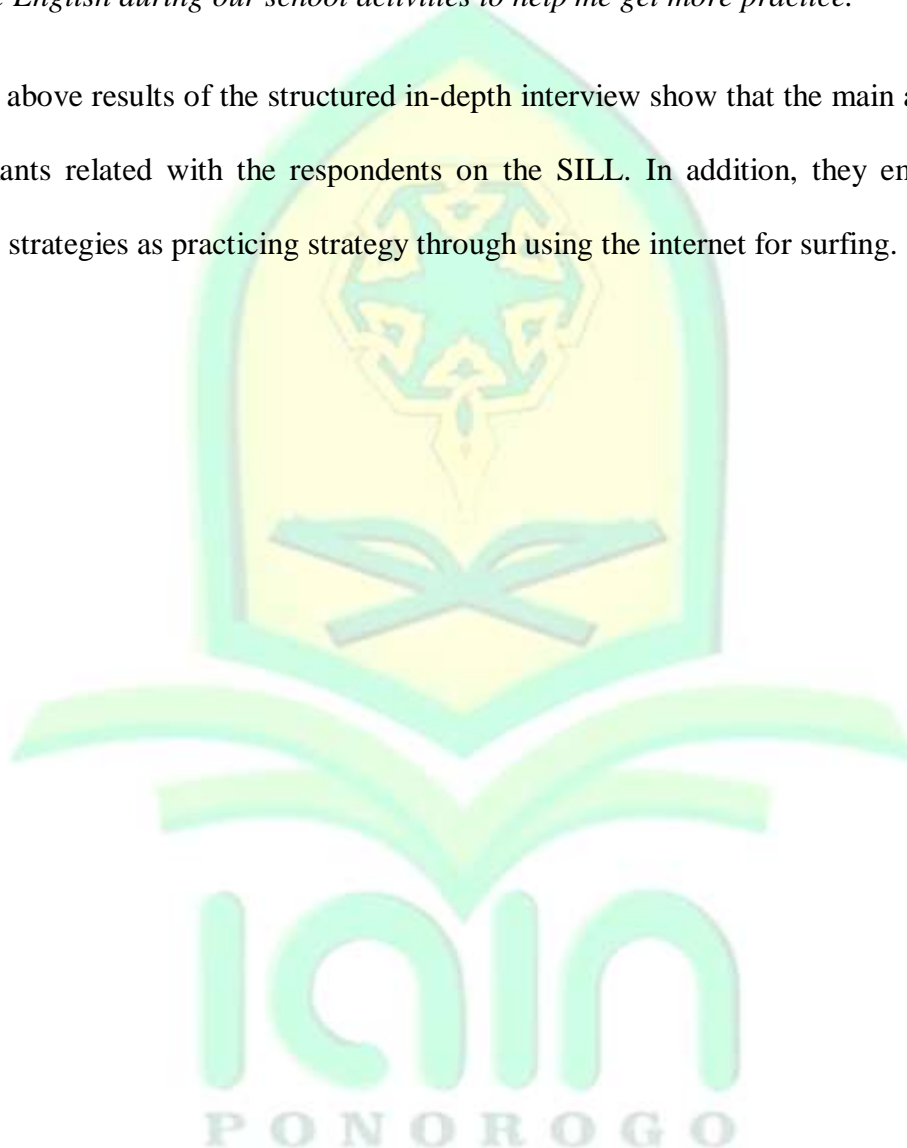 e English during our school activities to help me get more practice.
above results of the structured in-depth interview show that the main a
ants related with the respondents on the SILL. In addition, they en
strategies as practicing strategy through using the internet for surfing.
iain
PONOROGO